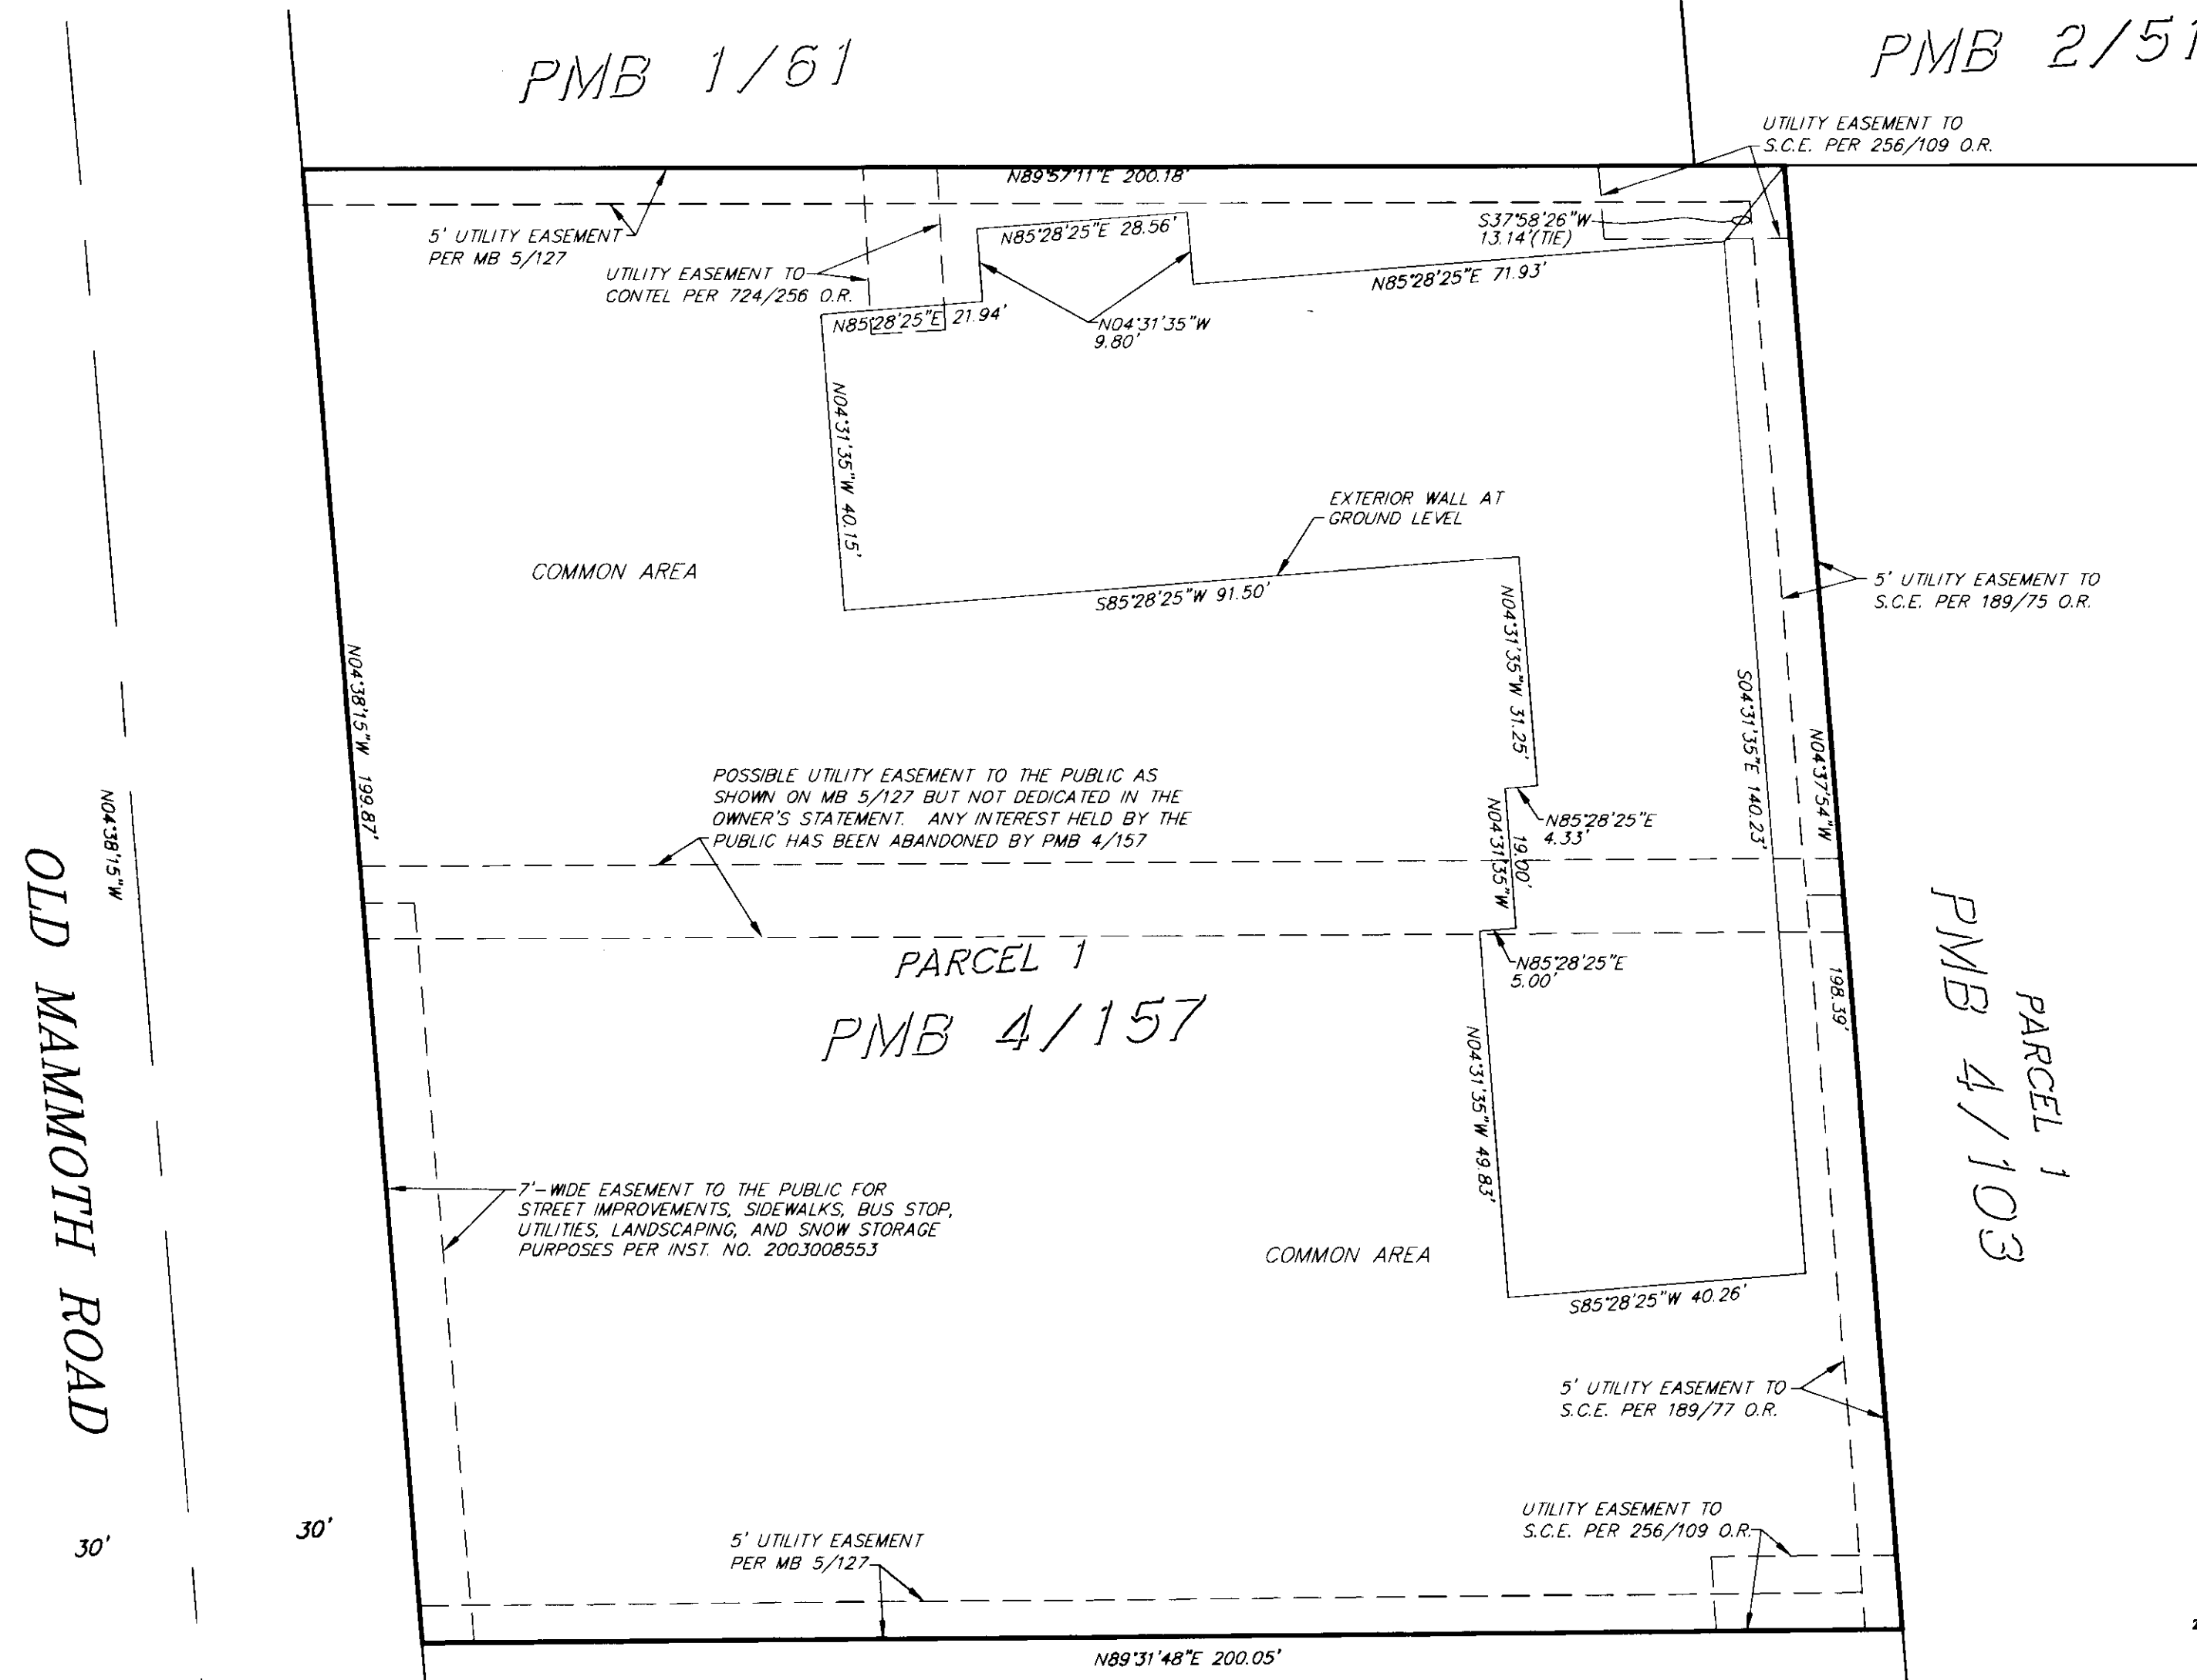 PMB 1/61
PMB 2/51
UTILITY EASEMENT TO
S.C.E. PER 256/109 O.R.
N89°57'11"E 200.18'
5' UTILITY EASEMENT
PER MB 5/127
UTILITY EASEMENT TO
CONTEL PER 724/256 O.R.
N85°28'25"E 28.56'
S37°58'26"W
13.14'(TIE)
N85°28'25"E 71.93'
N85°28'25"E 21.94'
N04°31'35"W
9.80'
N04°31'35"W 40.15'
EXTERIOR WALL AT
GROUND LEVEL
COMMON AREA
S85°28'25"W 91.50'
N04°31'35"W 31.25'
5' UTILITY EASEMENT TO
S.C.E. PER 189/75 O.R.
N04°38'15"W 199.87'
S04°31'35"E 140.23'
N04°37'54"W
198.39'
N04°38'15"W
OLD MAMMOTH ROAD
POSSIBLE UTILITY EASEMENT TO THE PUBLIC AS
SHOWN ON MB 5/127 BUT NOT DEDICATED IN THE
OWNER'S STATEMENT. ANY INTEREST HELD BY THE
PUBLIC HAS BEEN ABANDONED BY PMB 4/157
N85°28'25"E
4.33'
N04°31'35"W
19.00'
PARCEL 1
PMB 4/157
N85°28'25"E
5.00'
PARCEL 1
PMB 4/103
N04°31'35"W 49.83'
7'-WIDE EASEMENT TO THE PUBLIC FOR
STREET IMPROVEMENTS, SIDEWALKS, BUS STOP,
UTILITIES, LANDSCAPING, AND SNOW STORAGE
PURPOSES PER INST. NO. 2003008553
COMMON AREA
S85°28'25"W 40.26'
5' UTILITY EASEMENT TO
S.C.E. PER 189/77 O.R.
30'
30'
5' UTILITY EASEMENT
PER MB 5/127
UTILITY EASEMENT TO
S.C.E. PER 256/109 O.R.
N89°31'48"E 200.05'